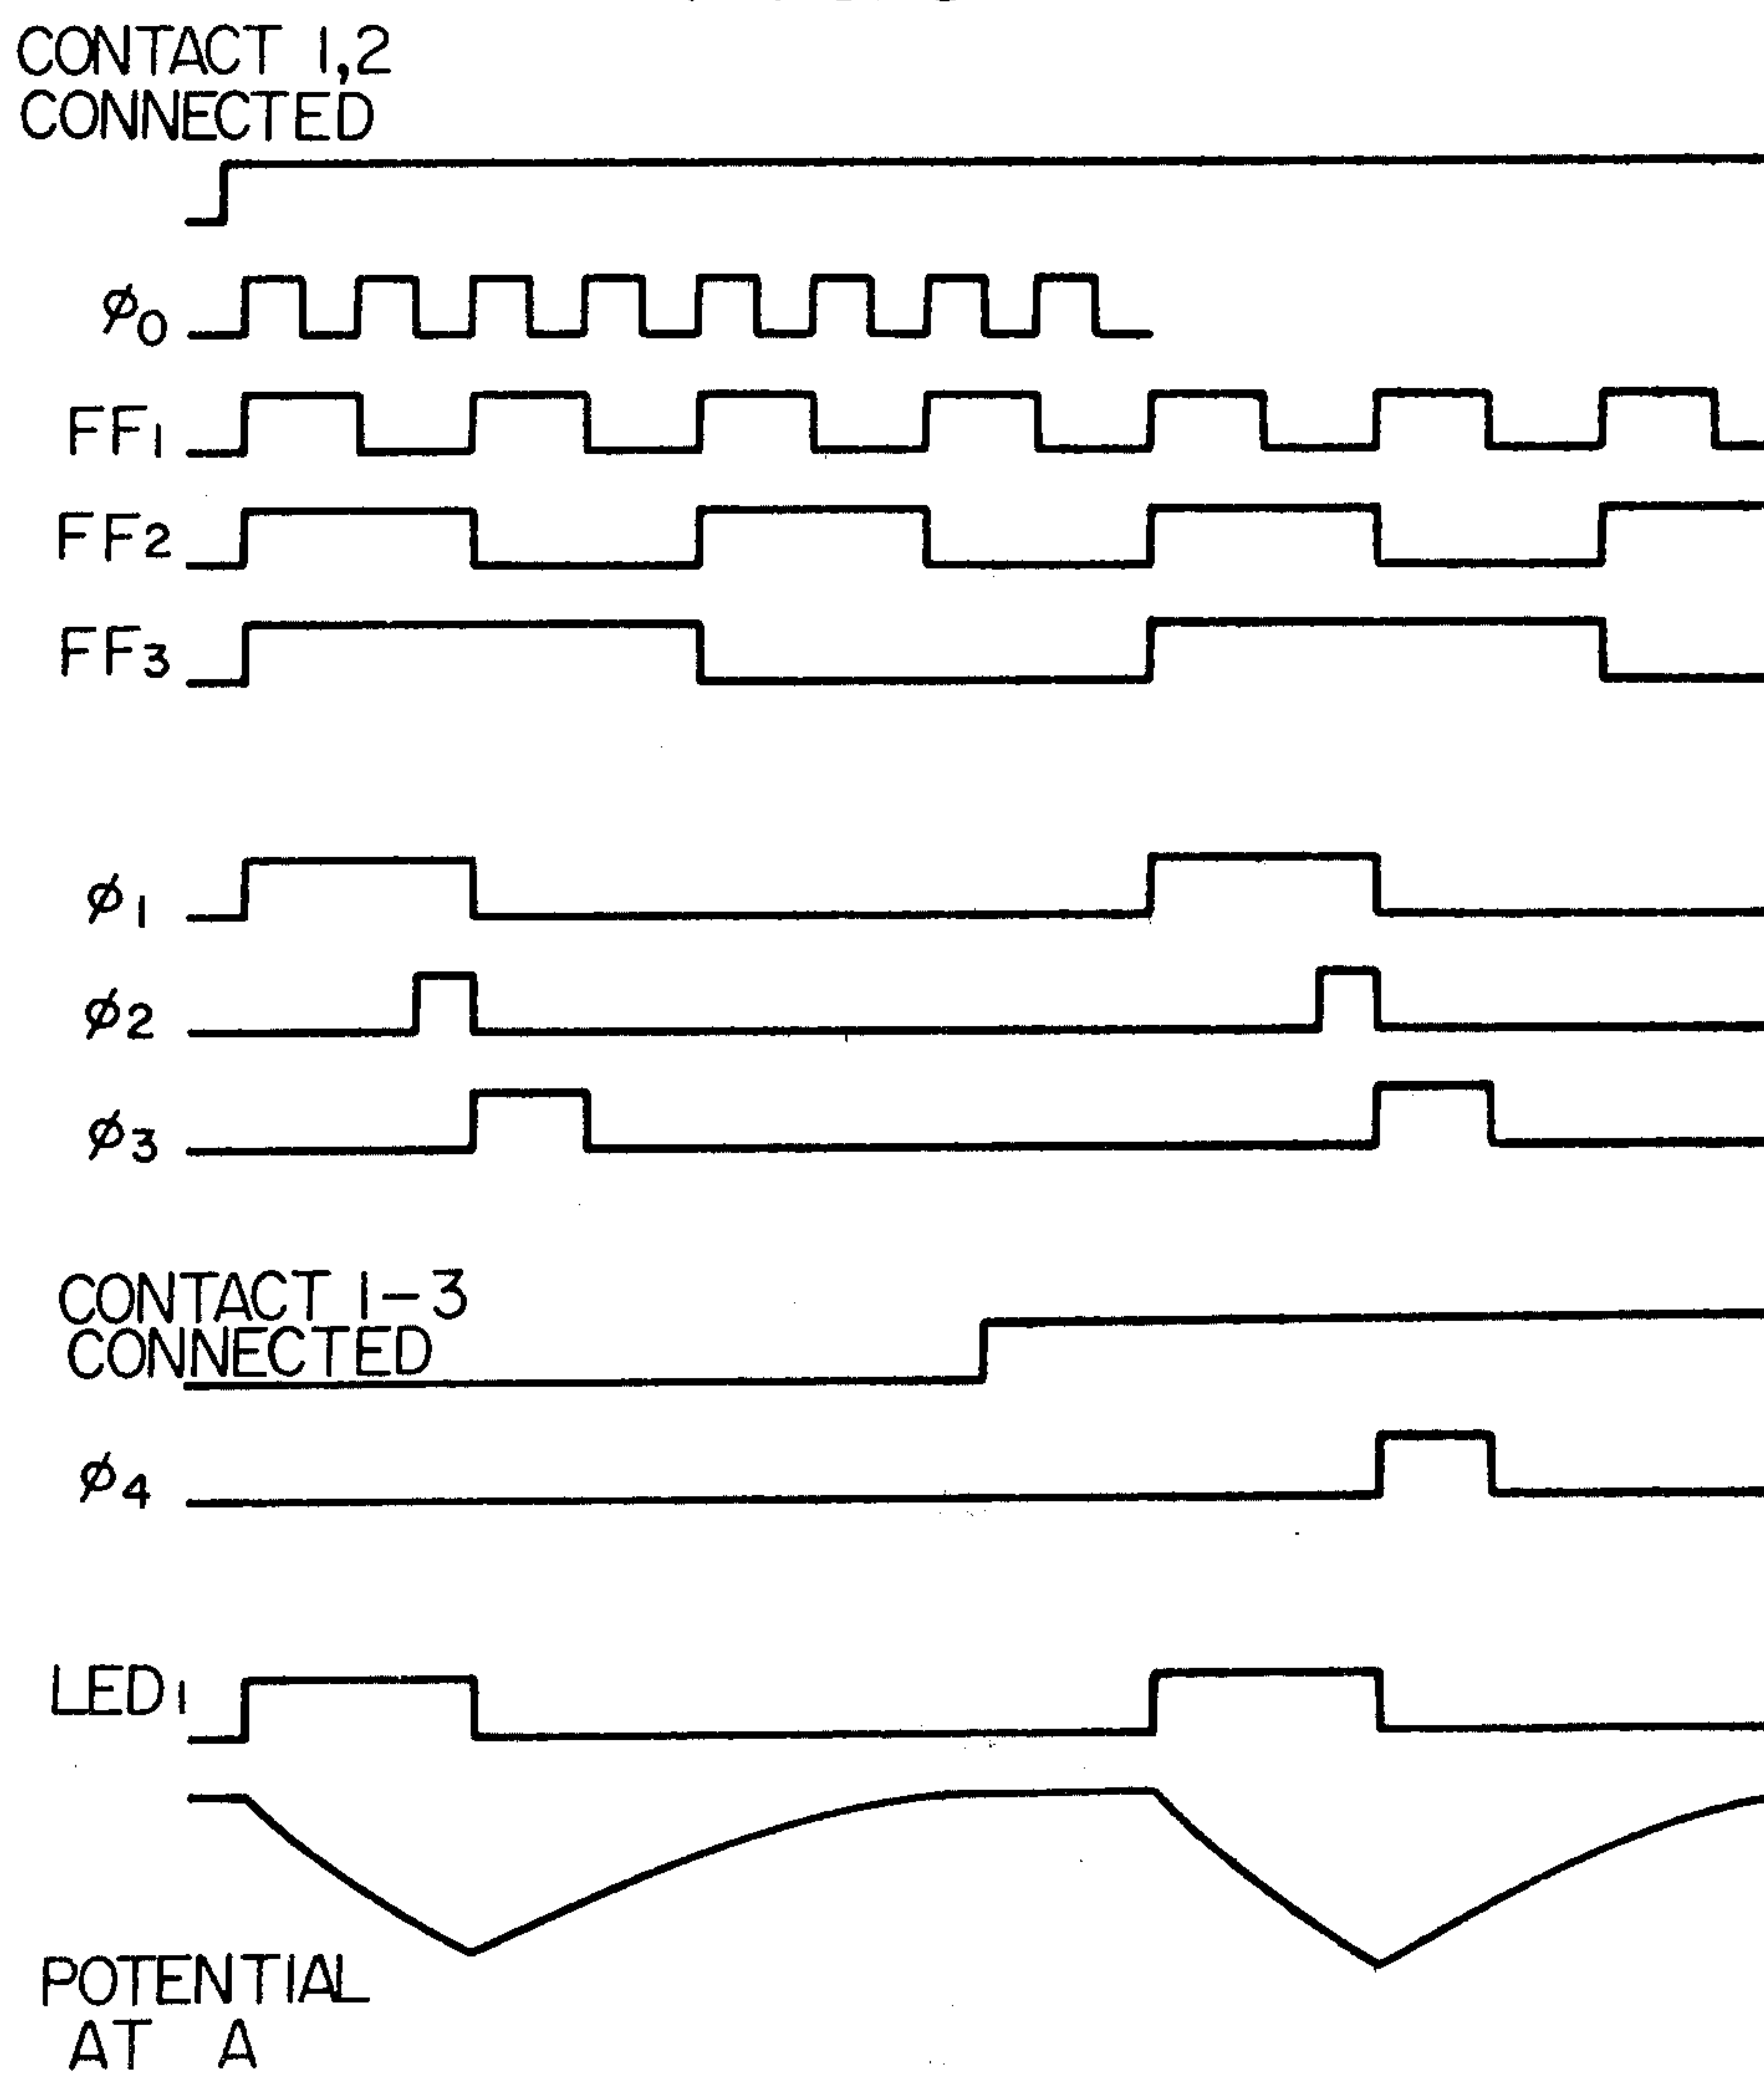 CONTACT 1,2
CONNECTED
ϕ0
FF1
FF2
FF3
ϕ1
ϕ2
ϕ3
CONTACT 1-3
CONNECTED
ϕ4
LED1
POTENTIAL
AT A